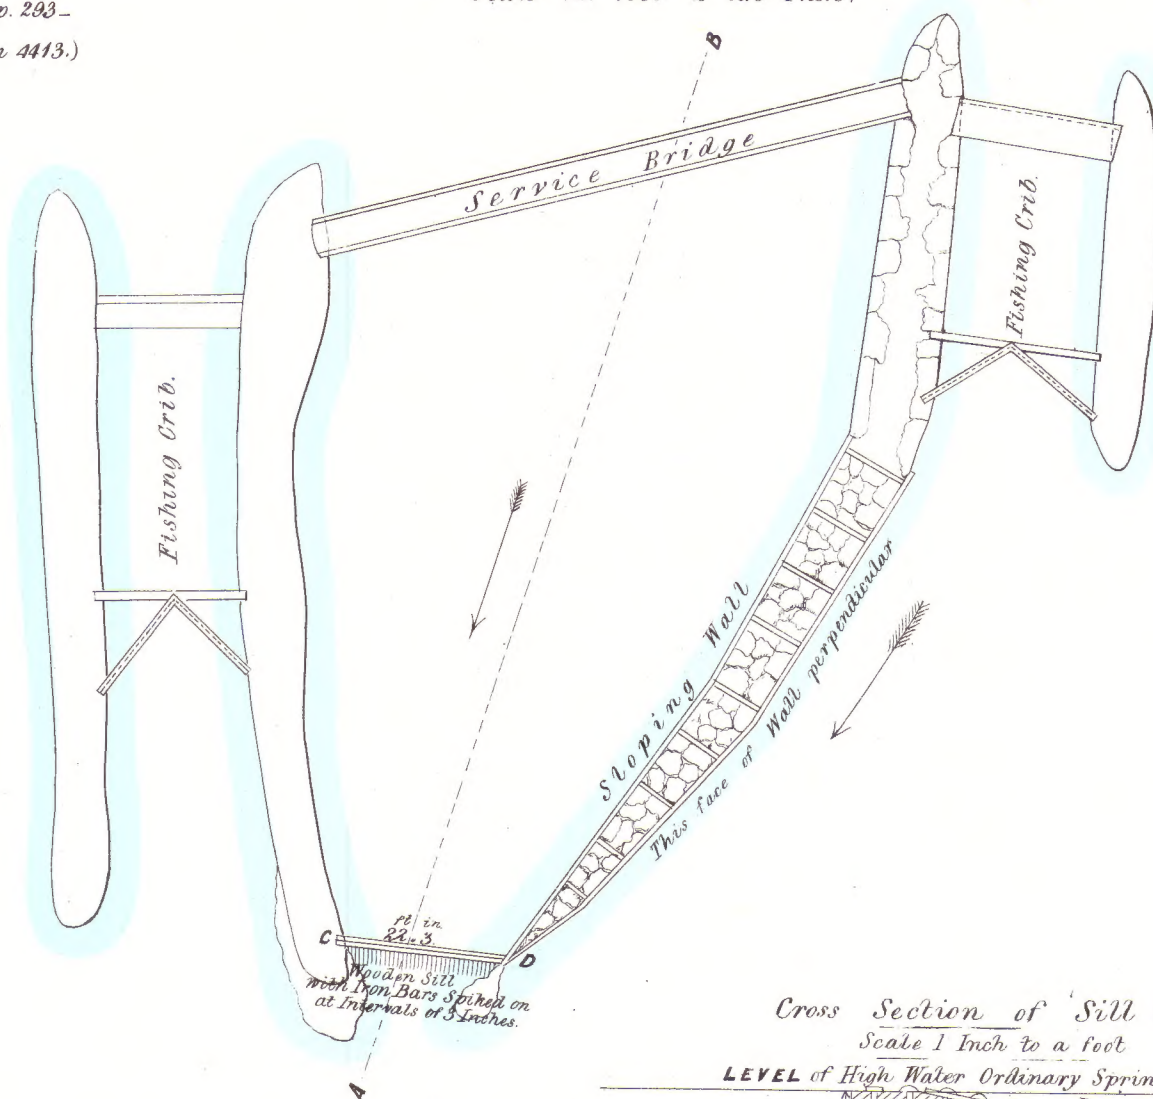 p. 293_
4413.)
B
Service Bridge
Fishing Crib.
Fishing Crib.
Sloping Wall
This face of Wall perpendicular
ft in
22.3.
C
D
Wooden Sill
with Iron Bars Spiked on
at Intervals of 3 Inches.
A
Cross Section of Sill
Scale 1 Inch to a foot
LEVEL of High Water Ordinary Sprin